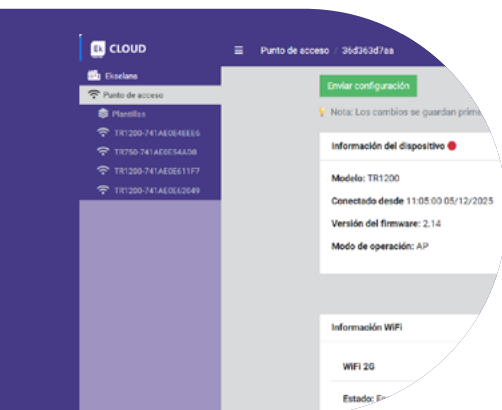 Ek CLOUD
Punto de acceso / 36d363d7aa
Ekselans
Punto de acceso
Plantillas
TR1200-741AE0E4EEE6
TR750-741AE0E54AD8
TR1200-741AE0E611F7
TR1200-741AE0E62049
Enviar configuración
Nota: Los cambios se guardan prime
Información del dispositivo
Modelo: TR1200
Conectado desde 11:05:00 05/12/2025
Versión del firmware: 2.14
Modo de operación: AP
Información WiFi
WiFi 2G
Estado: